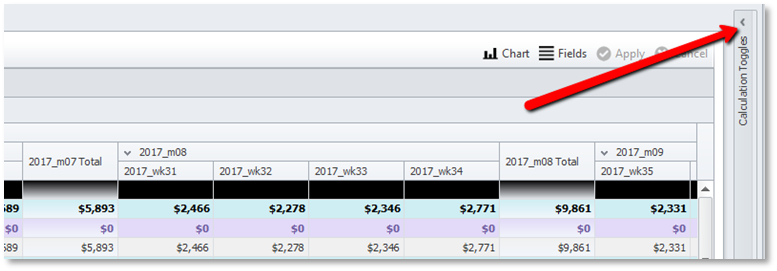 Chart Fields Apply Cancel
Calculation Toggles
2017_m07 Total 2017_m08 2017_m08 Total 2017_m09
2017_wk31 2017_wk32 2017_wk33 2017_wk34 2017_wk35
589 $5,893 $2,466 $2,278 $2,346 $2,771 $9,861 $2,331
$0 $0 $0 $0 $0 $0 $0 $0
589 $5,893 $2,466 $2,278 $2,346 $2,771 $9,861 $2,331